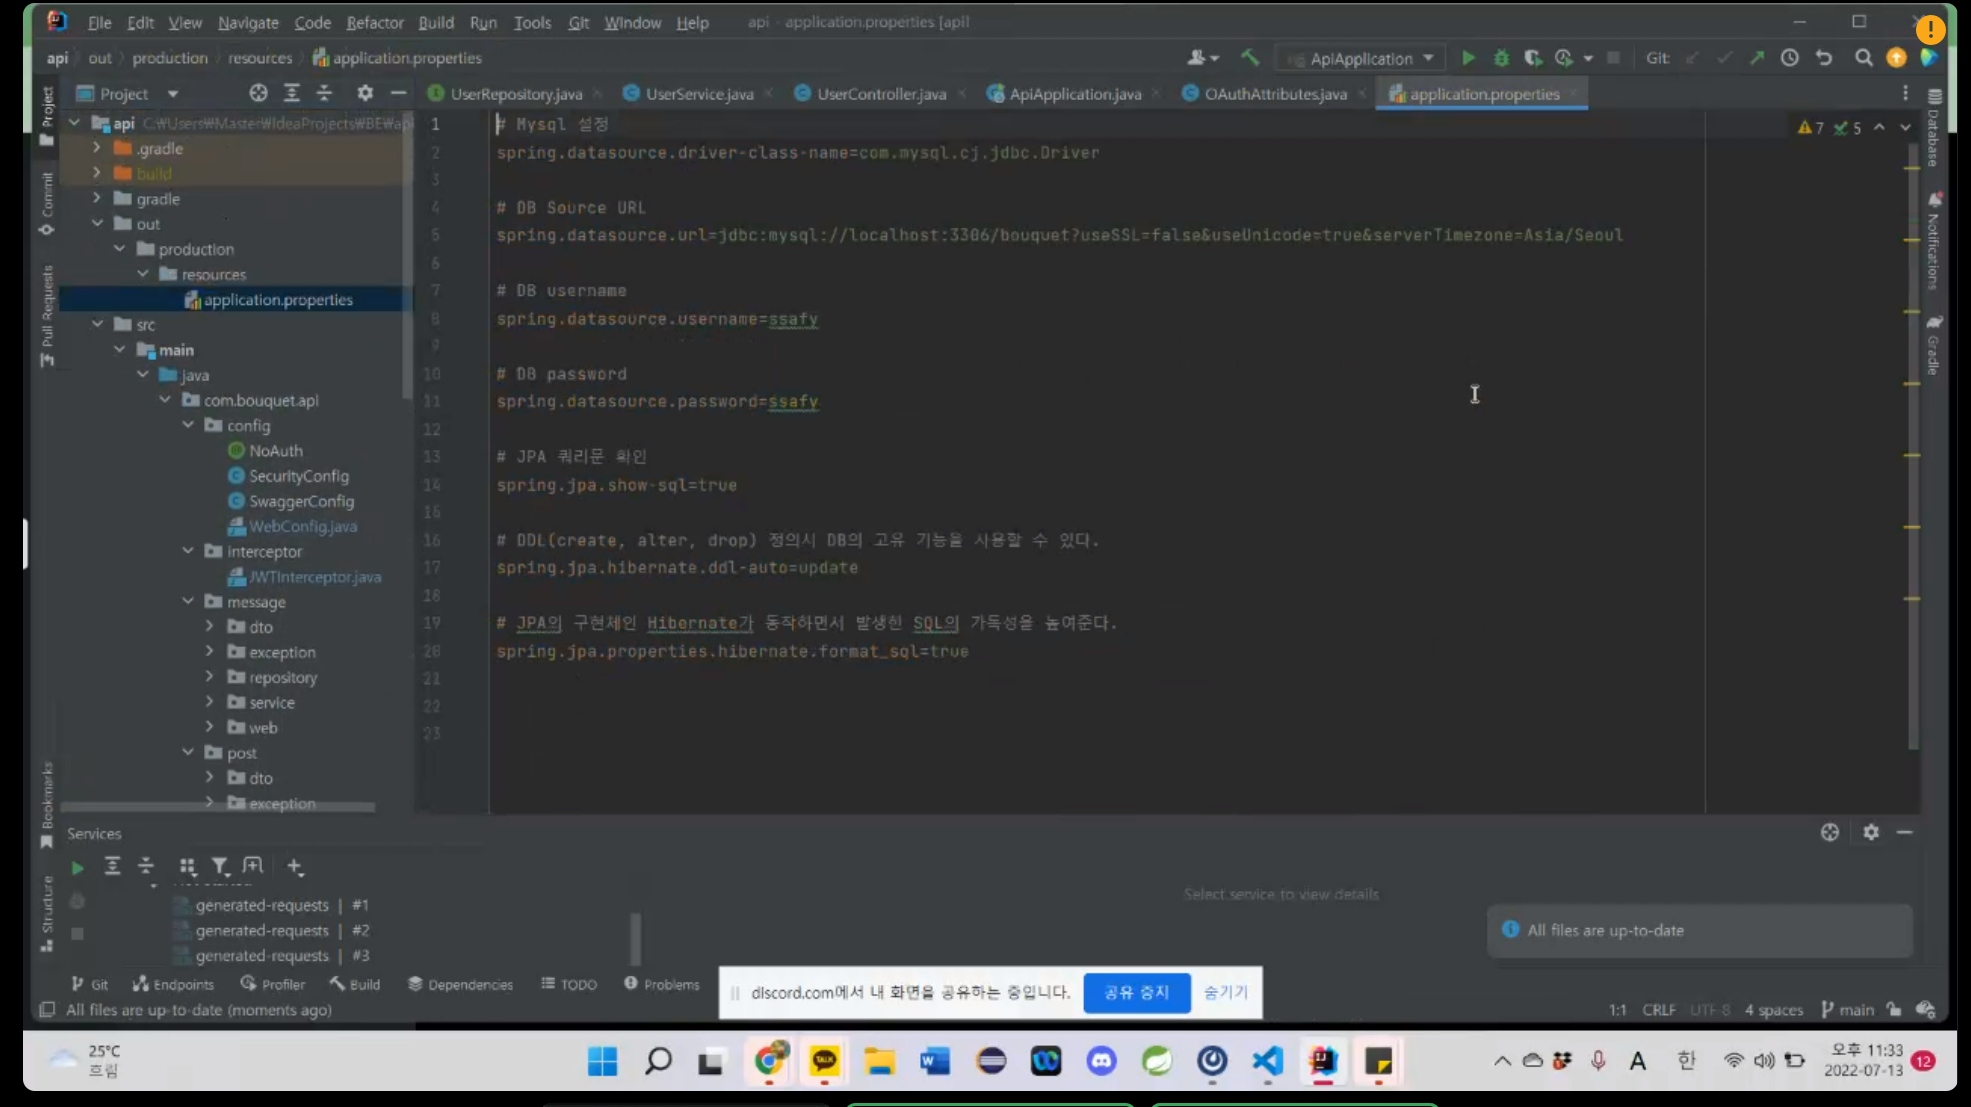 File Edit View Navigate Code Refactor Build Run Tools Git Window Help api - application.properties [api]
api out production resources application.properties ApiApplication Git:
Project UserRepository.java UserService.java UserController.java ApiApplication.java OAuthAttributes.java application.properties
Project
Commit
Pull Requests
Bookmarks
Structure
api C:₩Users₩Master₩IdeaProjects₩BE₩ap
.gradle
build
gradle
out
production
resources
application.properties
src
main
java
com.bouquet.api
config
NoAuth
SecurityConfig
SwaggerConfig
WebConfig.java
interceptor
JWTInterceptor.java
message
dto
exception
repository
service
web
post
dto
exception
7 5
1 # Mysql 설정
2 spring.datasource.driver-class-name=com.mysql.cj.jdbc.Driver
3
4 # DB Source URL
5 spring.datasource.url=jdbc:mysql://localhost:3306/bouquet?useSSL=false&useUnicode=true&serverTimezone=Asia/Seoul
6
7 # DB username
8 spring.datasource.username=ssafy
9
10 # DB password
11 spring.datasource.password=ssafy
12
13 # JPA 쿼리문 확인
14 spring.jpa.show-sql=true
15
16 # DDL(create, alter, drop) 정의시 DB의 고유 기능을 사용할 수 있다.
17 spring.jpa.hibernate.ddl-auto=update
18
19 # JPA의 구현체인 Hibernate가 동작하면서 발생한 SQL의 가독성을 높여준다.
20 spring.jpa.properties.hibernate.format_sql=true
21
22
23
Database
Notifications
Gradle
Services
generated-requests | #1
generated-requests | #2
generated-requests | #3
Select service to view details
All files are up-to-date
Git Endpoints Profiler Build Dependencies TODO Problems
discord.com에서 내 화면을 공유하는 중입니다. 공유 중지 숨기기
All files are up-to-date (moments ago) 1:1 CRLF UTF-8 4 spaces main
25°C
흐림
TALK
A 한
오후 11:33
2022-07-13
12